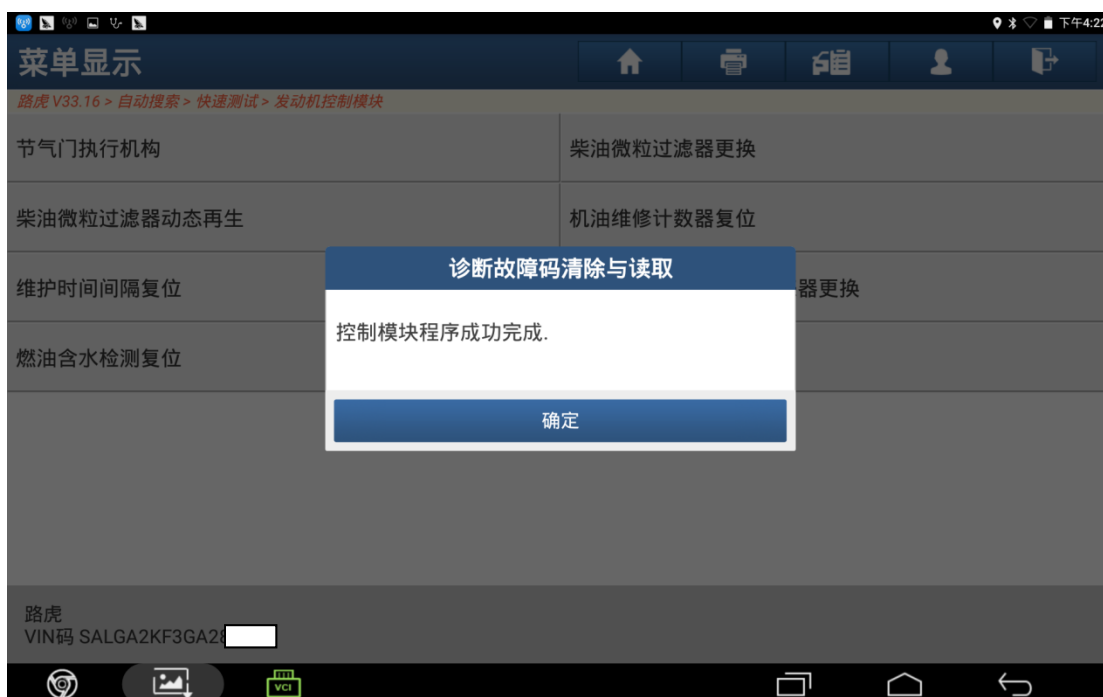 下午4:22
菜单显示
路虎 V33.16 > 自动搜索 > 快速测试 > 发动机控制模块
节气门执行机构
柴油微粒过滤器更换
柴油微粒过滤器动态再生
机油维修计数器复位
诊断故障码清除与读取
维护时间间隔复位
器更换
控制模块程序成功完成.
燃油含水检测复位
确定
路虎
VIN码 SALGA2KF3GA28
VCI